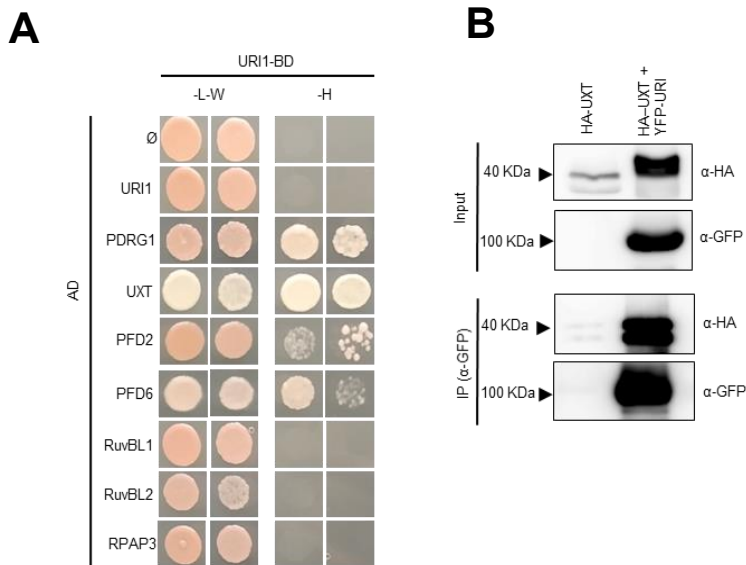 A
URI1-BD
-L-W
-H
Ø
URI1
PDRG1
UXT
PFD2
PFD6
RuvBL1
RuvBL2
RPAP3
AD
B
HA-UXT
HA–UXT +
YFP-URI
Input
40 KDa
α-HA
100 KDa
α-GFP
IP (α-GFP)
40 KDa
α-HA
100 KDa
α-GFP